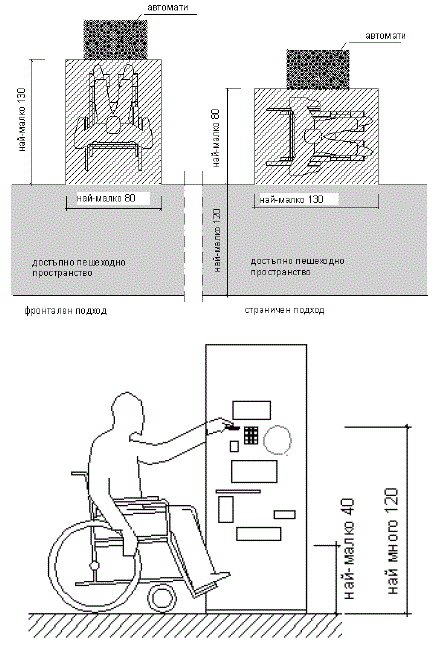 автомати
автомати
най-малко 130
най-малко 80
най-малко 80
най-малко 130
най-малко 120
достъпно пешеходно
пространство
достъпно пешеходно
пространство
фронтален подход
страничен подход
най-малко 40
най много 120